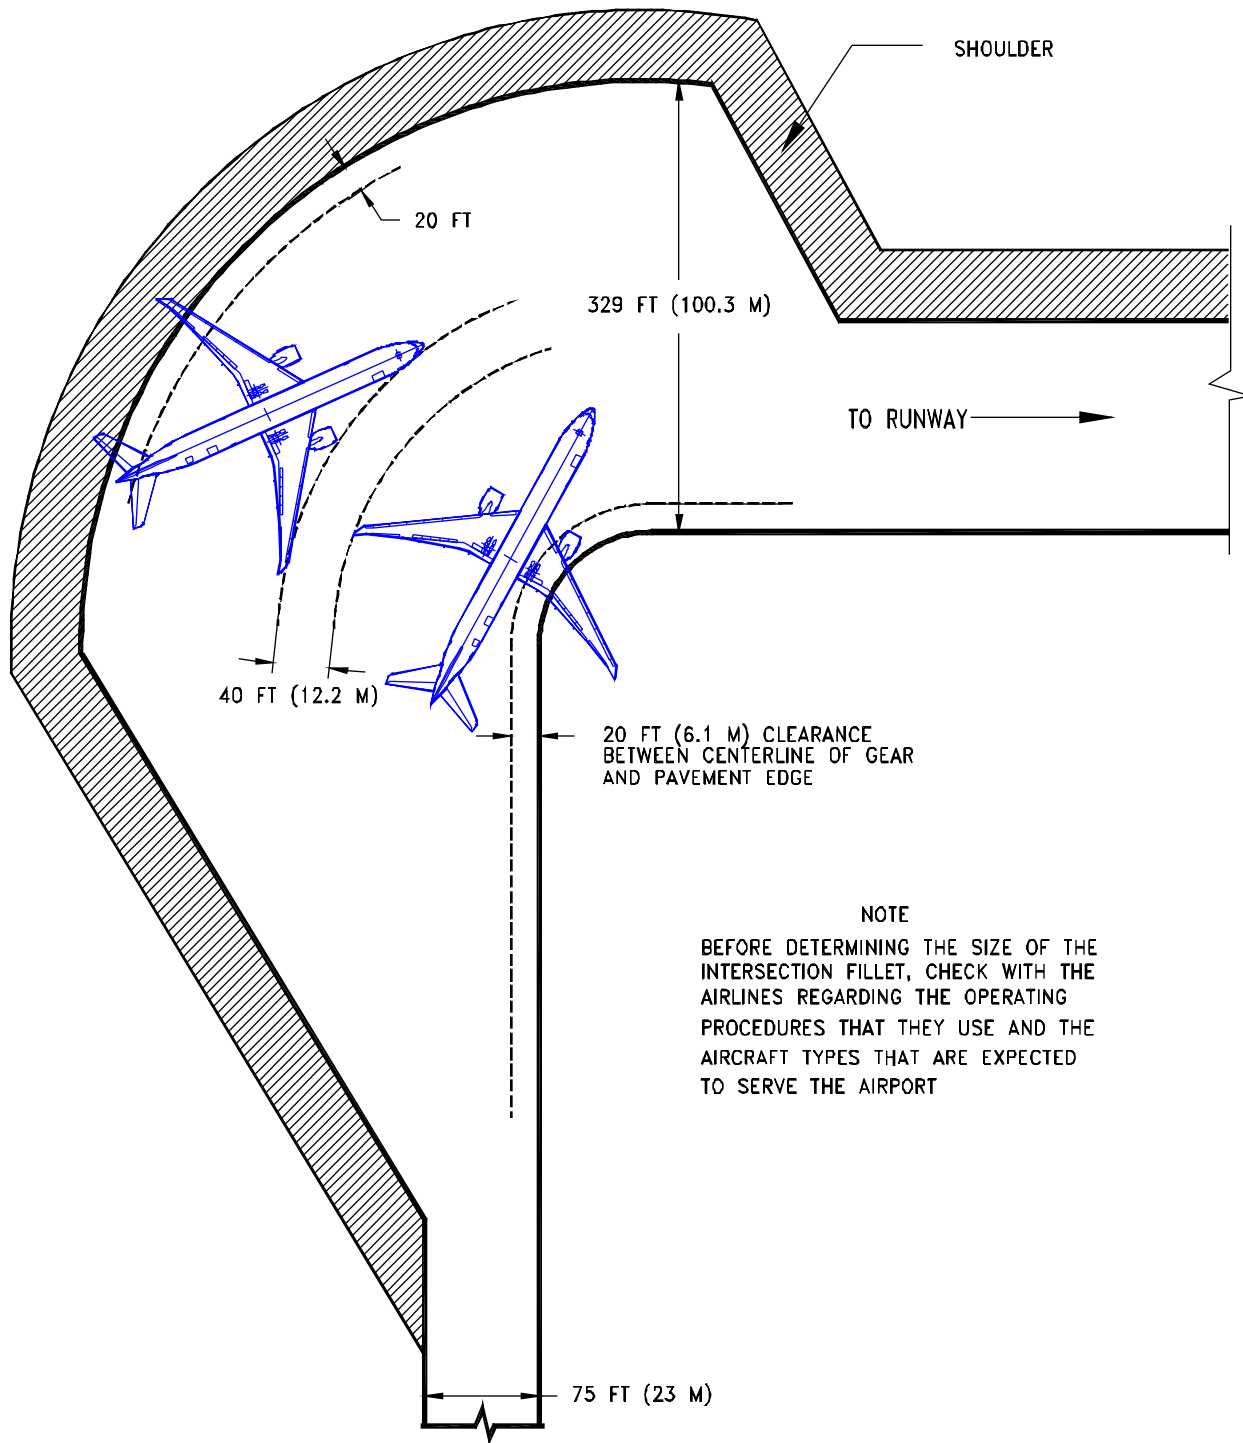 SHOULDER
20 FT
329 FT (100.3 M)
TO RUNWAY
40 FT (12.2 M)
20 FT (6.1 M) CLEARANCE
BETWEEN CENTERLINE OF GEAR
AND PAVEMENT EDGE
NOTE
BEFORE DETERMINING THE SIZE OF THE
INTERSECTION FILLET, CHECK WITH THE
AIRLINES REGARDING THE OPERATING
PROCEDURES THAT THEY USE AND THE
AIRCRAFT TYPES THAT ARE EXPECTED
TO SERVE THE AIRPORT
75 FT (23 M)